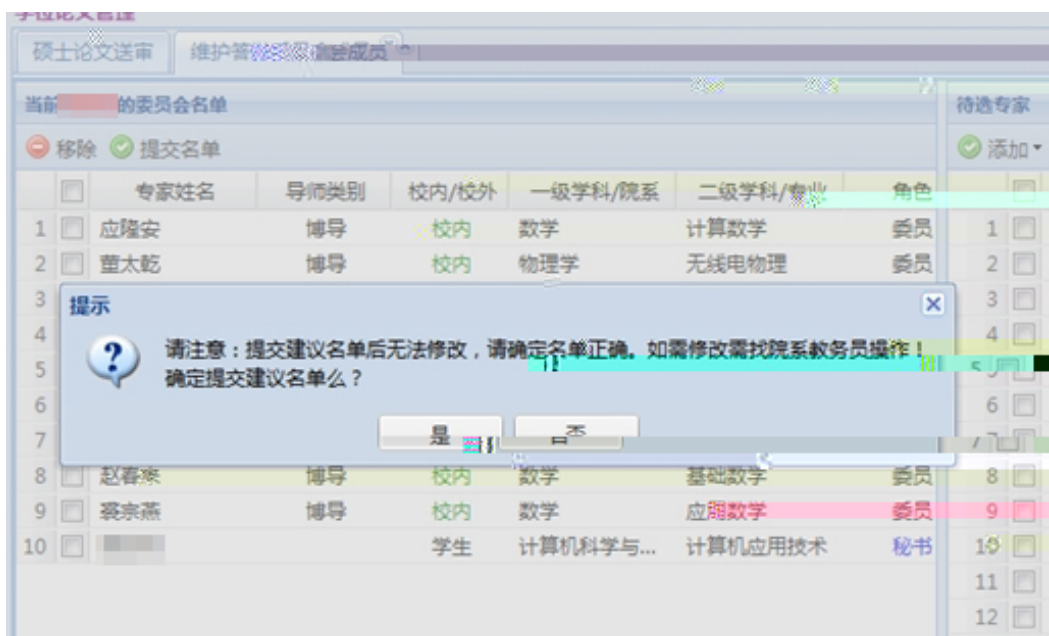 学位论文管理
硕士论文送审
维护答
会成员
当前
的委员会名单
待选专家
移除 提交名单
添加
专家姓名 导师类别 校内/校外 一级学科/院系 二级学科/专业 角色
1 应隆安 博导 校内 数学 计算数学 委员 1
2 董太乾 博导 校内 物理学 无线电物理 委员 2
3 提示 3
4 请注意：提交建议名单后无法修改，请确定名单正确。如需修改需找院系教务员操作！ 4
5 确定提交建议名单么？ 5
6 6
7 是 否 7
8 赵春来 博导 校内 数学 基础数学 委员 8
9 裘宗燕 博导 校内 数学 应用数学 委员 9
10 学生 计算机科学与... 计算机应用技术 秘书 10
11
12